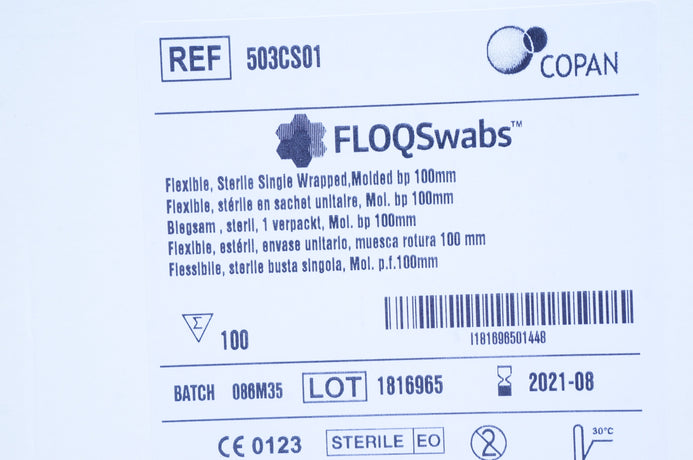 REF 503CS01
COPAN
FLOQSwabs™
Flexible, Sterile Single Wrapped,Molded bp 100mm
Flexible, stérile en sachet unitaire, Mol. bp 100mm
Biegsam , steril, 1 verpackt, Mol. bp 100mm
Flexible, estéril, envase unitario, muesca rotura 100 mm
Flessibile, sterile busta singola, Mol. p.f.100mm
Σ 100
I181696501448
BATCH 086M35 LOT 1816965 2021-08
CE 0123 STERILE EO 2 30°C